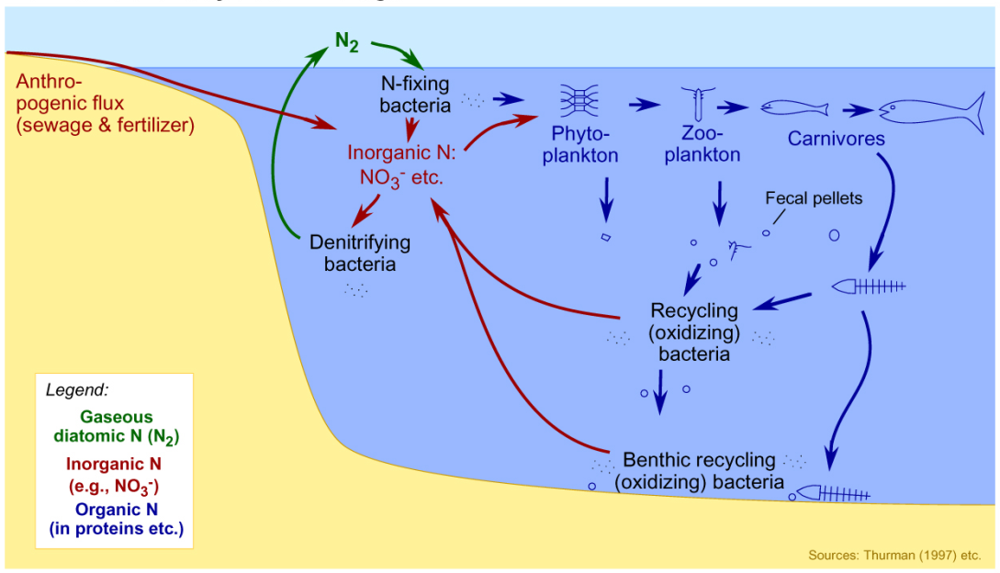 N₂
Anthro-
pogenic flux
(sewage & fertilizer)
N-fixing
bacteria
Inorganic N:
NO₃⁻ etc.
Denitrifying
bacteria
Phyto-
plankton
Zoo-
plankton
Carnivores
Fecal pellets
Recycling
(oxidizing)
bacteria
Benthic recycling
(oxidizing) bacteria
Legend:
Gaseous
diatomic N (N₂)
Inorganic N
(e.g., NO₃⁻)
Organic N
(in proteins etc.)
Sources: Thurman (1997) etc.